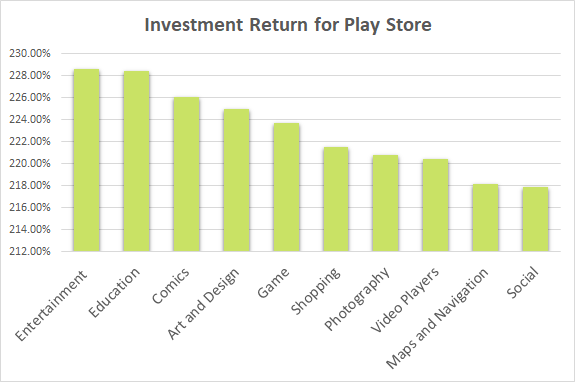 Investment Return for Play Store
230.00%
228.00%
226.00%
224.00%
222.00%
220.00%
218.00%
216.00%
214.00%
212.00%
Entertainment
Education
Comics
Art and Design
Game
Shopping
Photography
Video Players
Maps and Navigation
Social